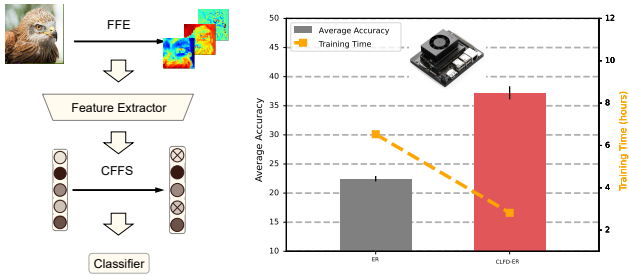 FFE
Feature Extractor
CFFS
Classifier
Average Accuracy
Training Time
50
45
40
35
30
25
20
15
10
Average Accuracy
12
10
8
6
4
2
Training Time (hours)
ER
CLFD-ER